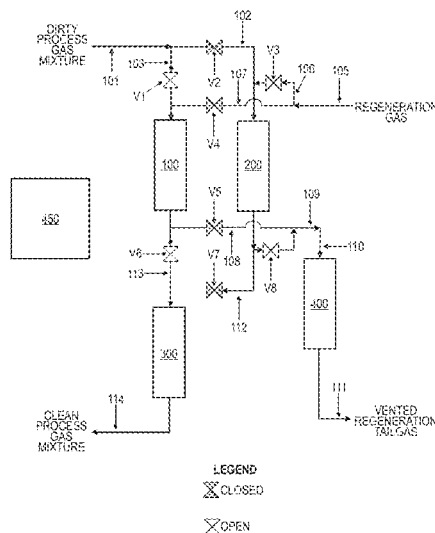 102
DIRTY
PROCESS
GAS
MIXTURE
101
103
V2
V3
107
106
105
V1
V4
REGENERATION
GAS
100
200
450
V5
109
V6
108
110
113
V7
V8
112
400
300
114
111
CLEAN
PROCESS
GAS
MIXTURE
VENTED
REGENERATION
TAILGAS
LEGEND
CLOSED
OPEN